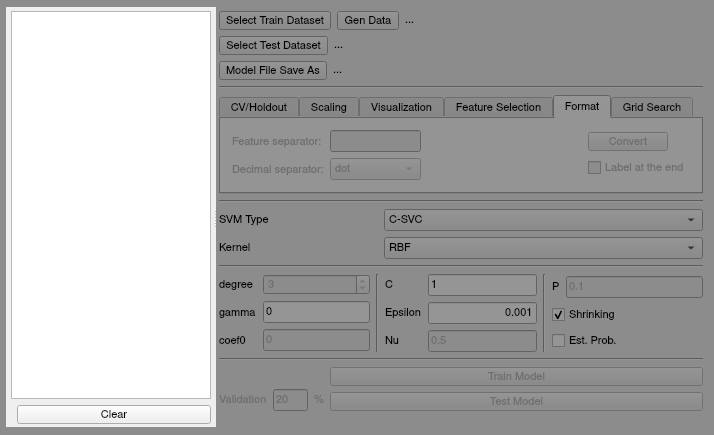 Select Train Dataset Gen Data ...
Select Test Dataset ...
Model File Save As ...
CV/Holdout Scaling Visualization Feature Selection Format Grid Search
Feature separator: Convert
Decimal separator: dot Label at the end
SVM Type C-SVC
Kernel RBF
degree 3 C 1 P 0.1
gamma 0 Epsilon 0.001 Shrinking
coef0 0 Nu 0.5 Est. Prob.
Train Model
Validation 20 % Test Model
Clear